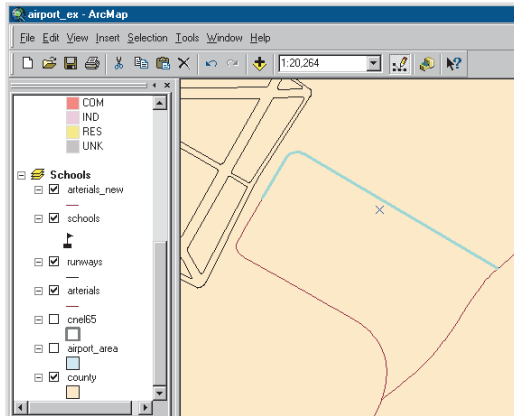 airport_ex - ArcMap
File Edit View Insert Selection Tools Window Help
1:20,264
COM
IND
RES
UNK
Schools
arterials_new
schools
runways
arterials
cnel65
airport_area
county